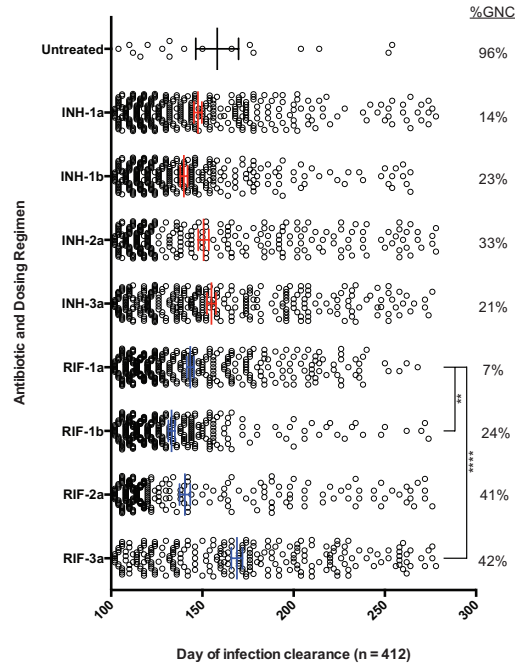 %GNC
Untreated 96%
INH-1a 14%
INH-1b 23%
INH-2a 33%
INH-3a 21%
RIF-1a 7%
**
RIF-1b 24%
****
RIF-2a 41%
RIF-3a 42%
Antibiotic and Dosing Regimen
100 150 200 250 300
Day of infection clearance (n = 412)